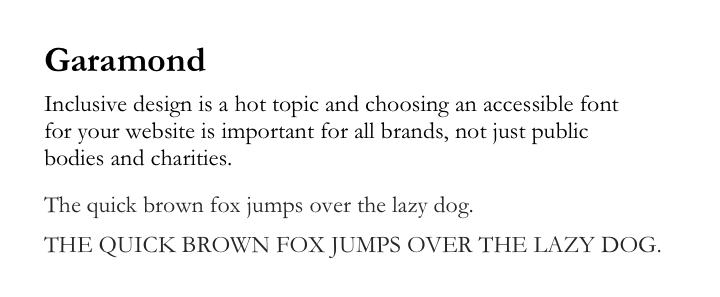 Garamond
Inclusive design is a hot topic and choosing an accessible font
for your website is important for all brands, not just public
bodies and charities.
The quick brown fox jumps over the lazy dog.
THE QUICK BROWN FOX JUMPS OVER THE LAZY DOG.